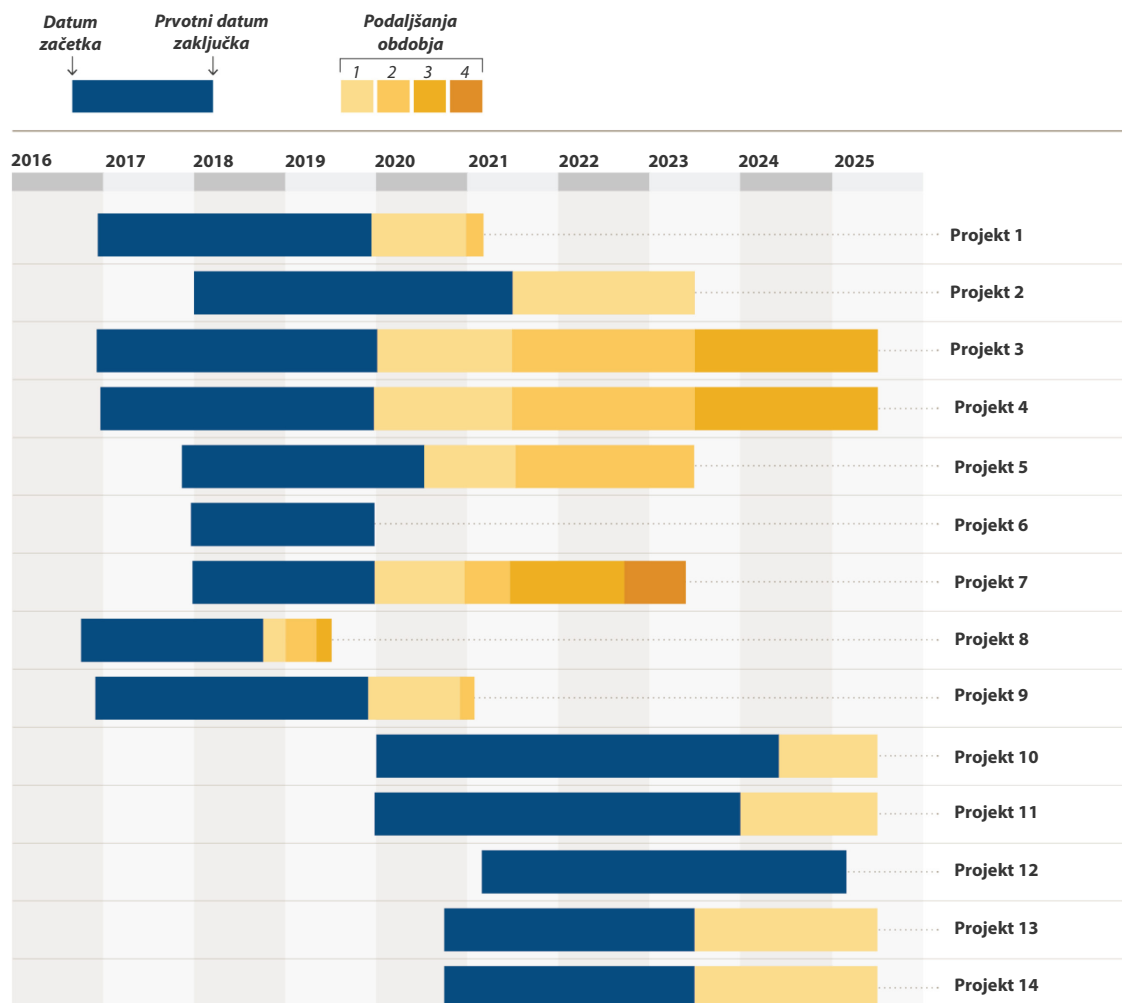 Datum
začetka
Prvotni datum
zaključka
Podaljšanja
obdobja
1 2 3 4
2016 2017 2018 2019 2020 2021 2022 2023 2024 2025
Projekt 1
Projekt 2
Projekt 3
Projekt 4
Projekt 5
Projekt 6
Projekt 7
Projekt 8
Projekt 9
Projekt 10
Projekt 11
Projekt 12
Projekt 13
Projekt 14